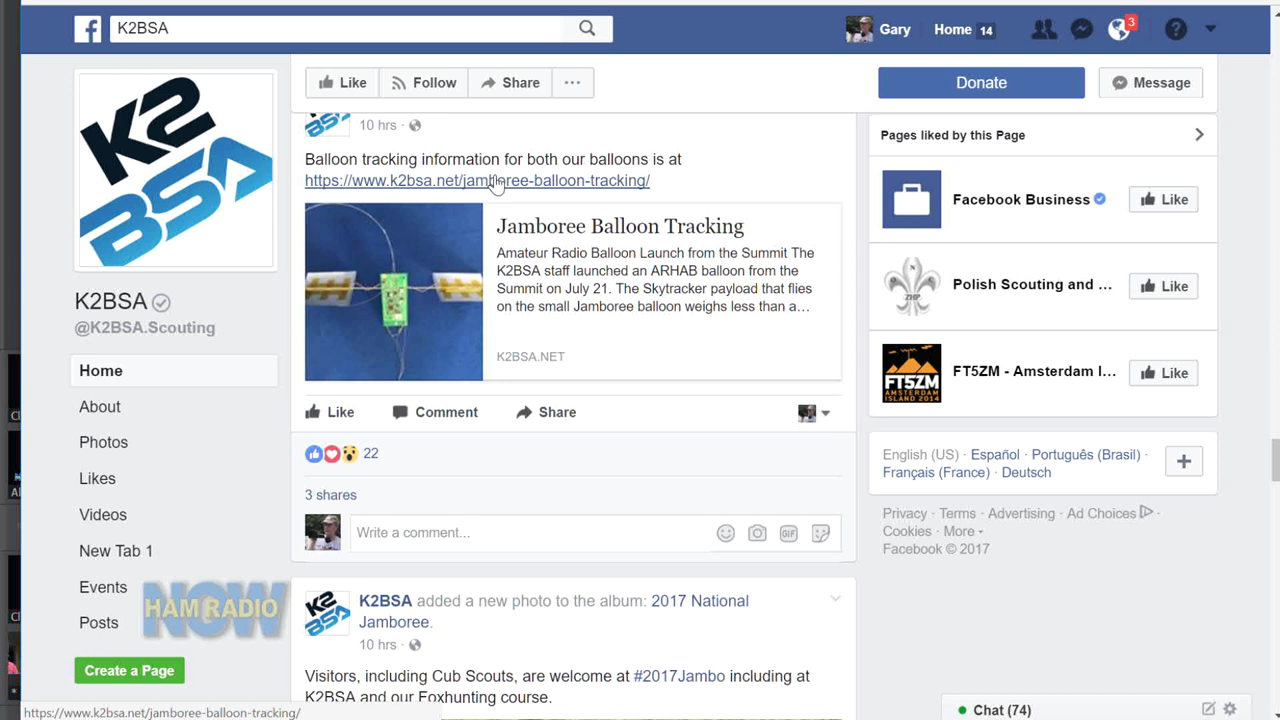 K2BSA
Gary
Home 14
3
?
K2
BSA
K2BSA
@K2BSA.Scouting
Home
About
Photos
Likes
Videos
New Tab 1
Events
Posts
Create a Page
HAM RADIO
NOW
https://www.k2bsa.net/jamboree-balloon-tracking/
Like
Follow
Share
...
Donate
Message
10 hrs ·
Balloon tracking information for both our balloons is at
https://www.k2bsa.net/jamboree-balloon-tracking/
Jamboree Balloon Tracking
Amateur Radio Balloon Launch from the Summit The
K2BSA staff launched an ARHAB balloon from the
Summit on July 21. The Skytracker payload that flies
on the small Jamboree balloon weighs less than a...
K2BSA.NET
Like
Comment
Share
22
3 shares
Write a comment...
GIF
K2
BSA
K2BSA added a new photo to the album: 2017 National
Jamboree.
10 hrs ·
Visitors, including Cub Scouts, are welcome at #2017Jambo including at
K2BSA and our Foxhunting course.
Pages liked by this Page
Facebook Business
Like
ZHP
Polish Scouting and ...
Like
FT5ZM
AMSTERDAM
ISLAND 2014
FT5ZM - Amsterdam I...
Like
English (US) · Español · Português (Brasil) ·
Français (France) · Deutsch
Privacy · Terms · Advertising · Ad Choices ·
Cookies · More
Facebook © 2017
Chat (74)